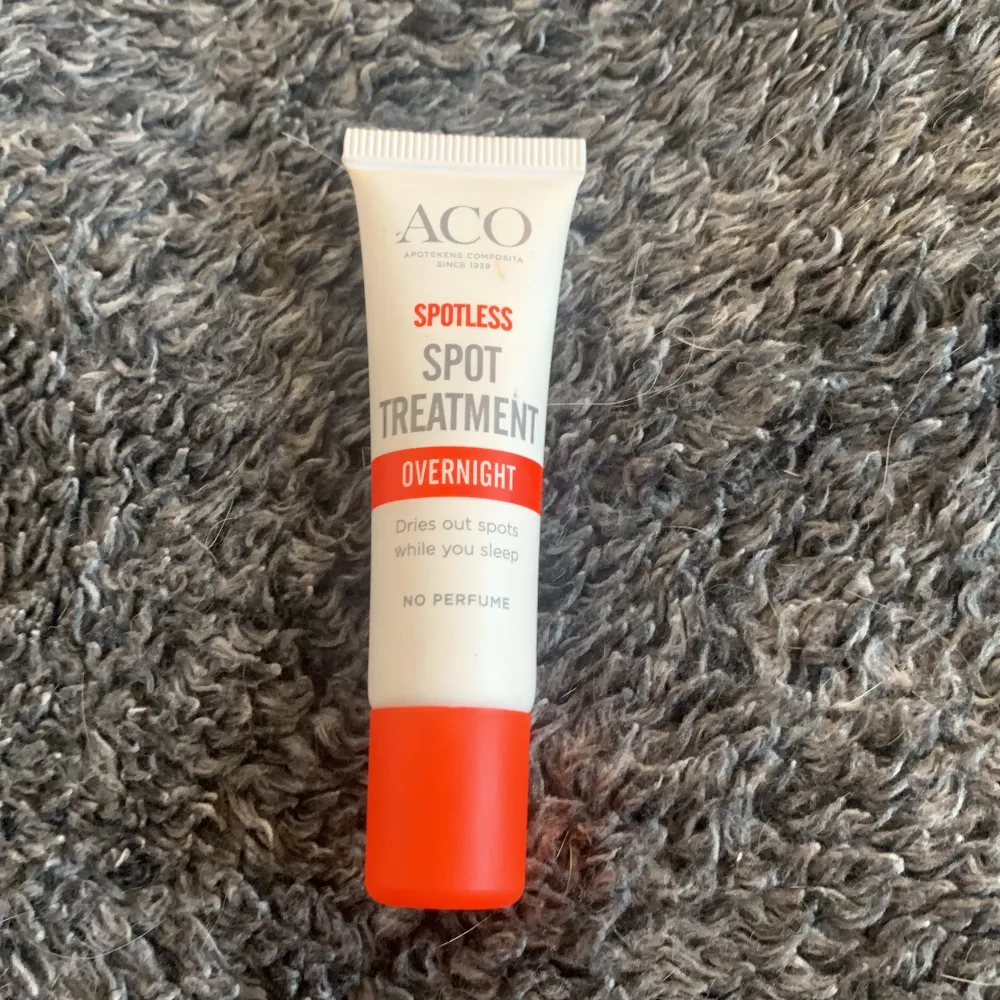 ACO
APOTEKENS COMPOSITA
SINCE 1939
SPOTLESS
SPOT
TREATMENT
OVERNIGHT
Dries out spots
while you sleep
NO PERFUME